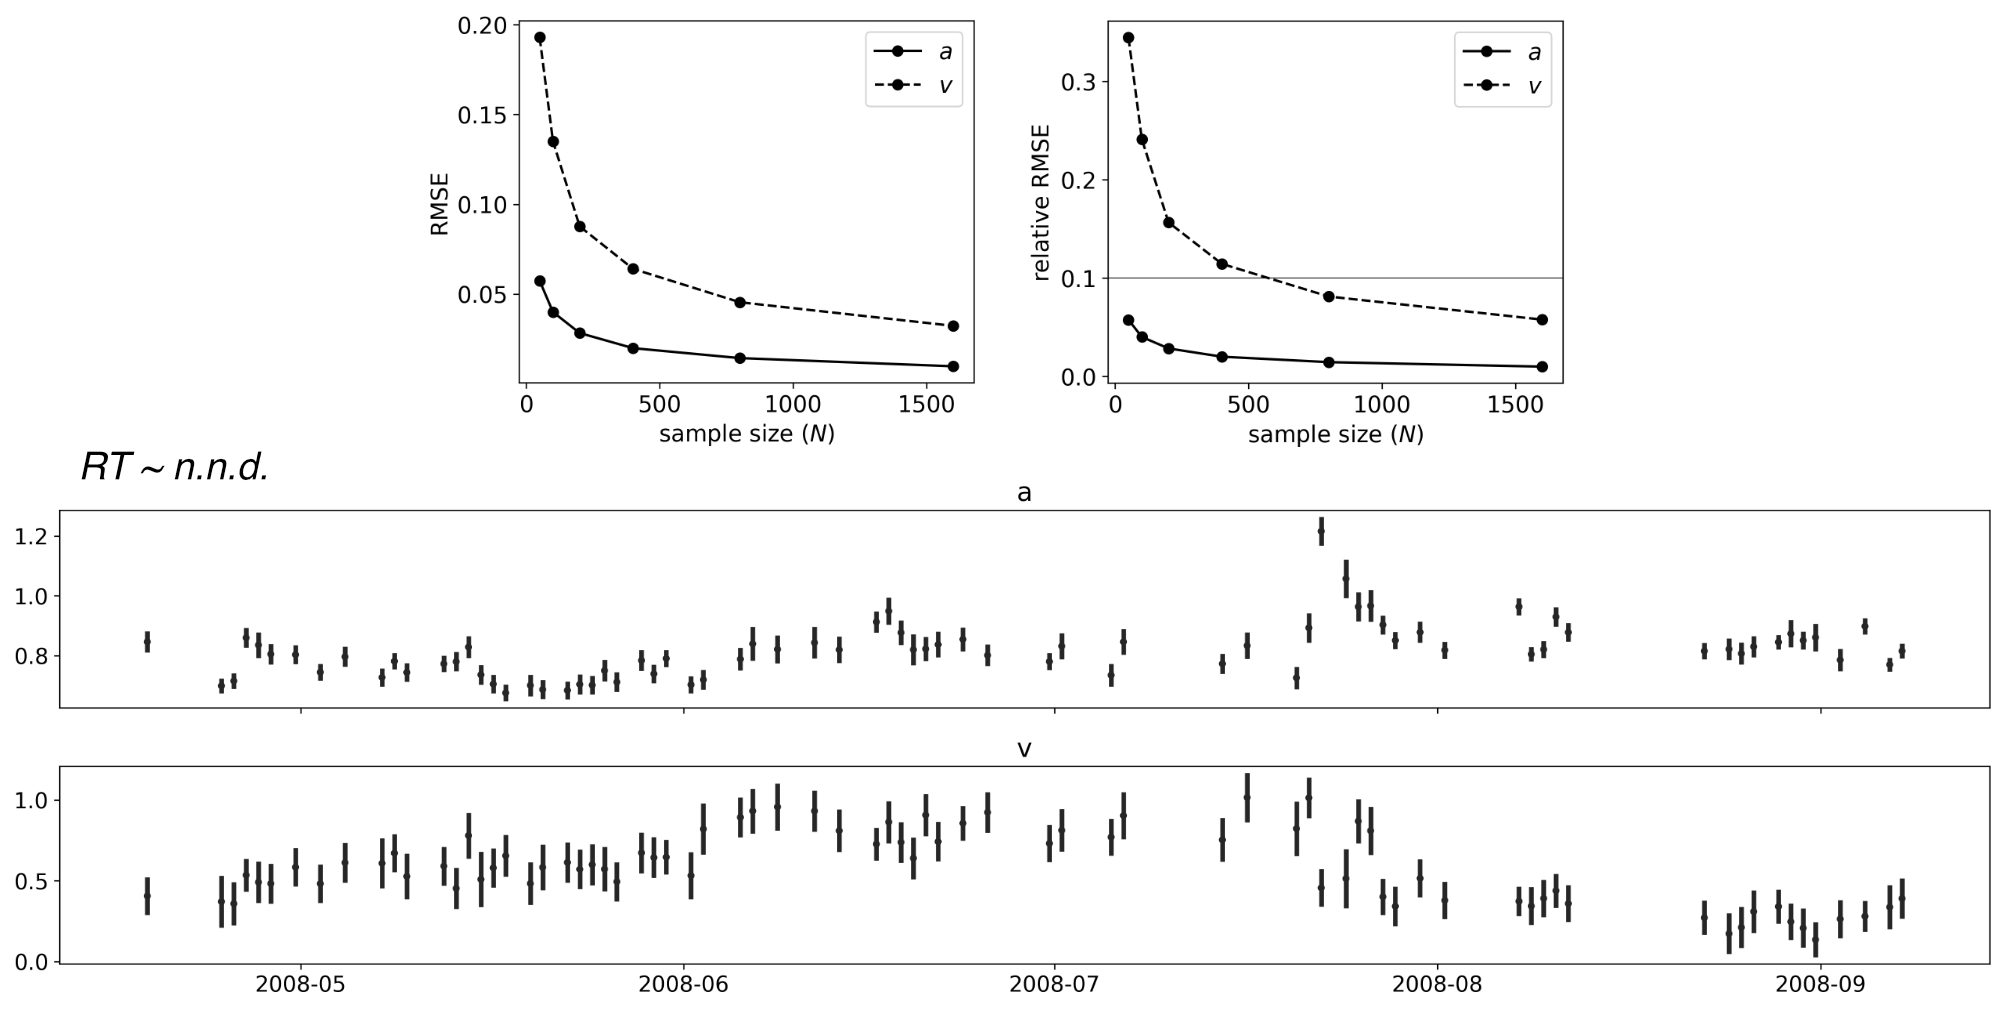 0.20
0.15
0.10
0.05
RMSE
a
v
0 500 1000 1500
sample size (N)
0.3
0.2
0.1
0.0
relative RMSE
a
v
0 500 1000 1500
sample size (N)
RT ~ n.n.d.
a
1.2
1.0
0.8
v
1.0
0.5
0.0
2008-05 2008-06 2008-07 2008-08 2008-09